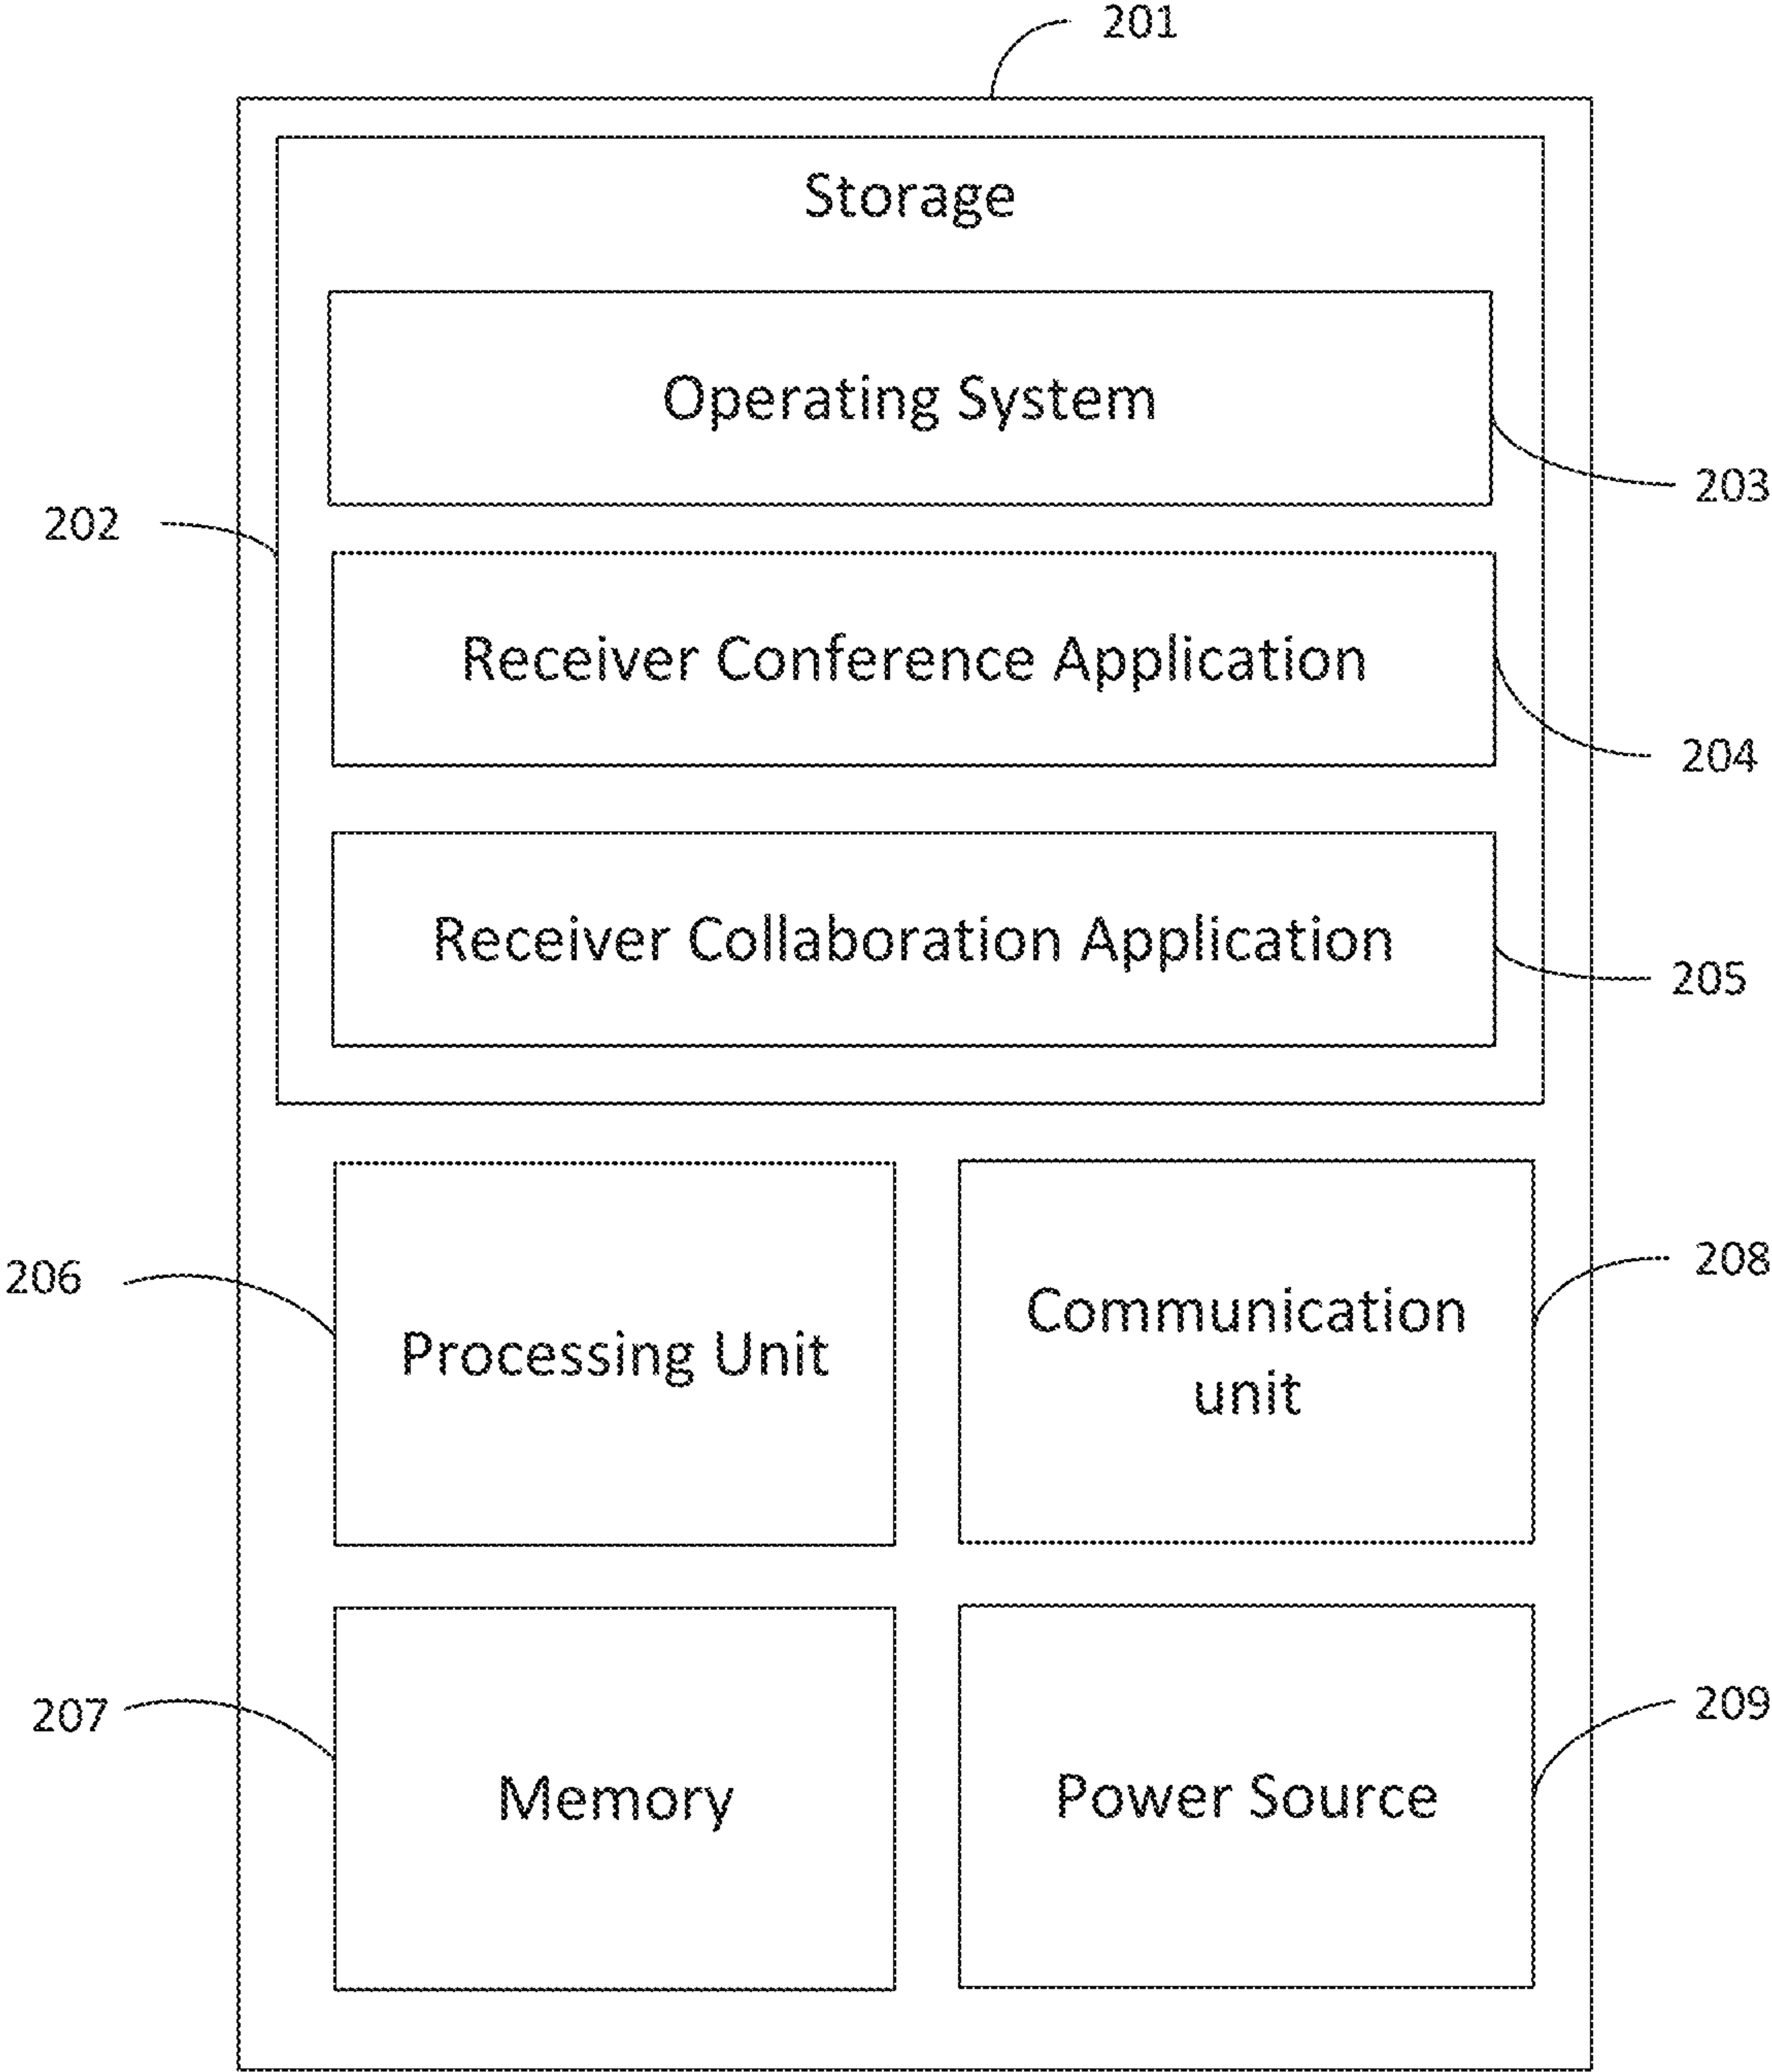 201
Storage
Operating System
203
202
Receiver Conference Application
204
Receiver Collaboration Application
205
206
Processing Unit
Communication
unit
208
207
Memory
Power Source
209